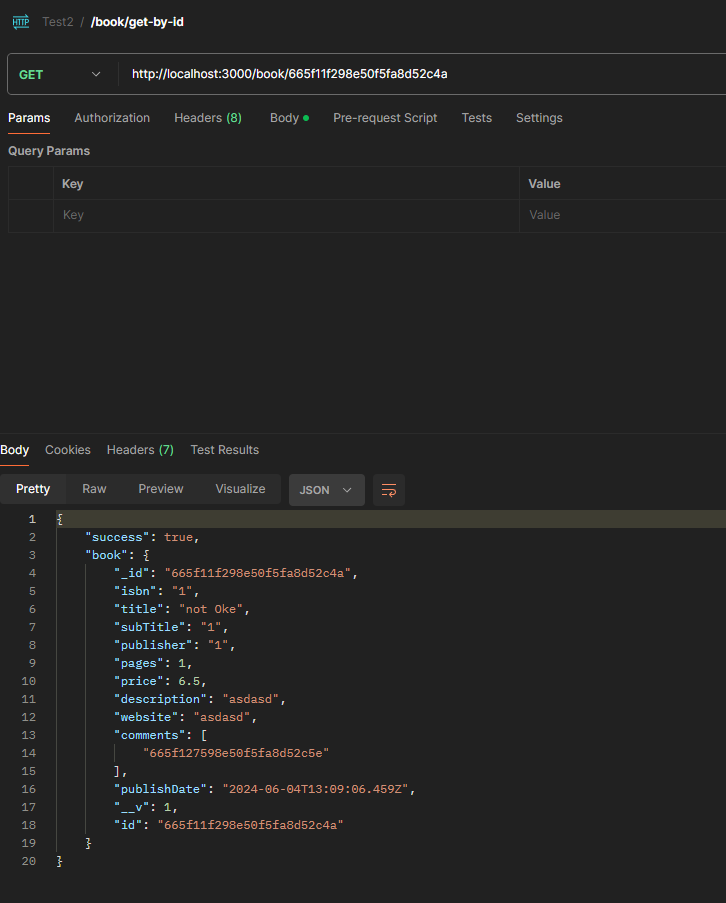 HTTP Test2 / /book/get-by-id
GET http://localhost:3000/book/665f11f298e50f5fa8d52c4a
Params Authorization Headers (8) Body Pre-request Script Tests Settings
Query Params
Key Value
Key Value
Body Cookies Headers (7) Test Results
Pretty Raw Preview Visualize JSON
1 {
2 "success": true,
3 "book": {
4 "_id": "665f11f298e50f5fa8d52c4a",
5 "isbn": "1",
6 "title": "not Oke",
7 "subTitle": "1",
8 "publisher": "1",
9 "pages": 1,
10 "price": 6.5,
11 "description": "asdasd",
12 "website": "asdasd",
13 "comments": [
14 "665f127598e50f5fa8d52c5e"
15 ],
16 "publishDate": "2024-06-04T13:09:06.459Z",
17 "__v": 1,
18 "id": "665f11f298e50f5fa8d52c4a"
19 }
20 }